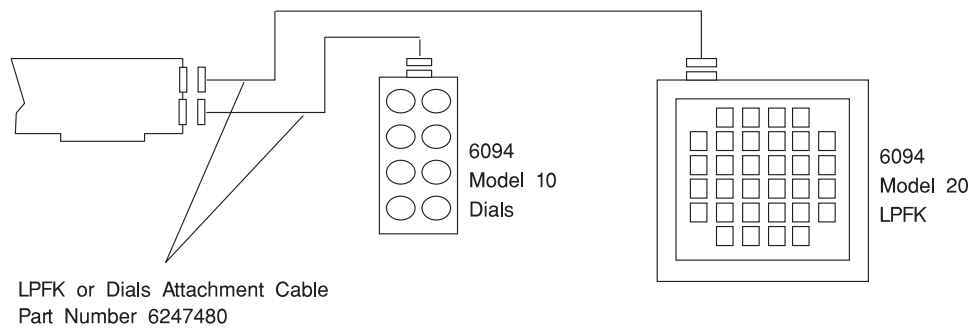 6094
Model 10
Dials
6094
Model 20
LPFK
LPFK or Dials Attachment Cable
Part Number 6247480